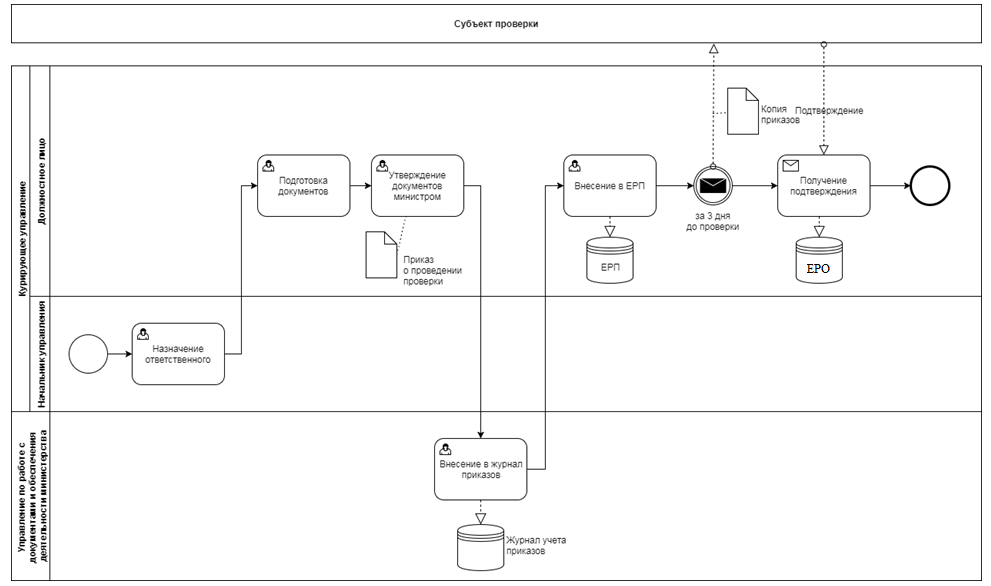 Субъект проверки
Курирующее управление
Должностное лицо
Подготовка
документов
Утверждение
документов
министром
Приказ
о проведении
проверки
Внесение в ЕРП
ЕРП
за 3 дня
до проверки
Копия
приказов
Подтверждение
Получение
подтверждения
ЕРО
Начальник управления
Назначение
ответственного
Управление по работе с
документами и обеспечения
деятельности министерства
Внесение в журнал
приказов
Журнал учета
приказов